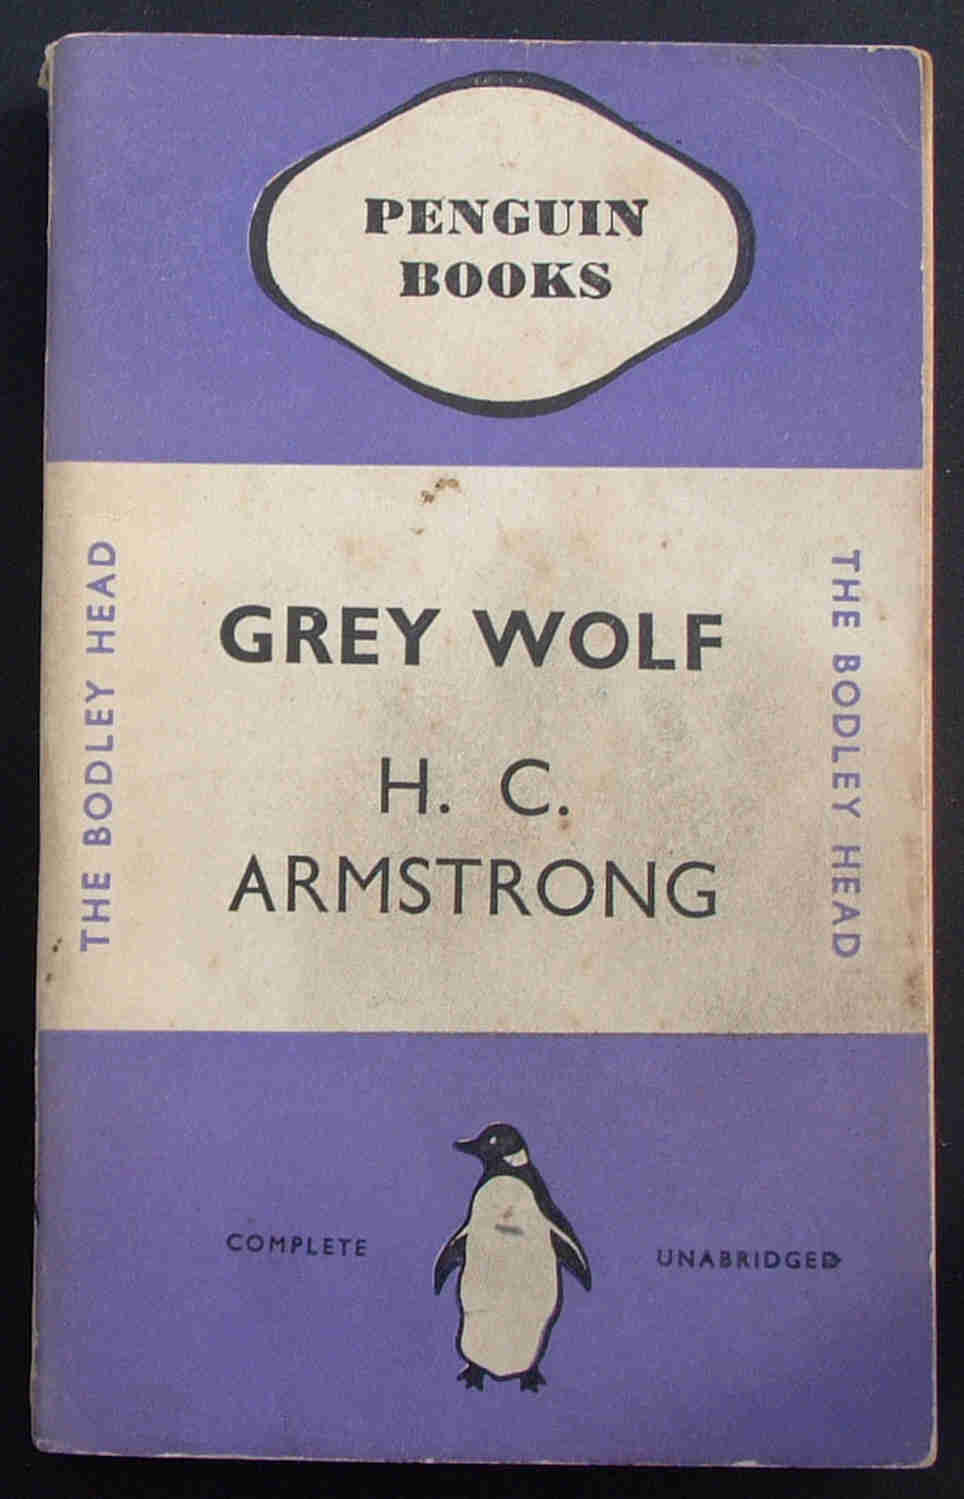 PENGUIN
BOOKS
THE BODLEY HEAD
GREY WOLF
H. C.
ARMSTRONG
THE BODLEY HEAD
COMPLETE
UNABRIDGED